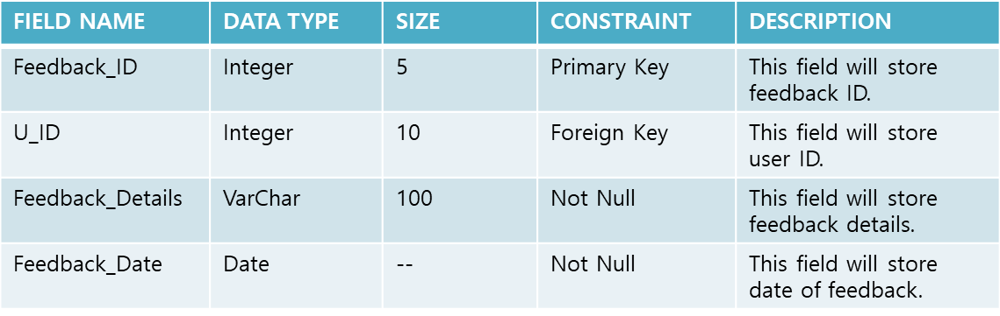 FIELD NAME DATA TYPE SIZE CONSTRAINT DESCRIPTION
Feedback_ID Integer 5 Primary Key This field will store
feedback ID.
U_ID Integer 10 Foreign Key This field will store
user ID.
Feedback_Details VarChar 100 Not Null This field will store
feedback details.
Feedback_Date Date -- Not Null This field will store
date of feedback.